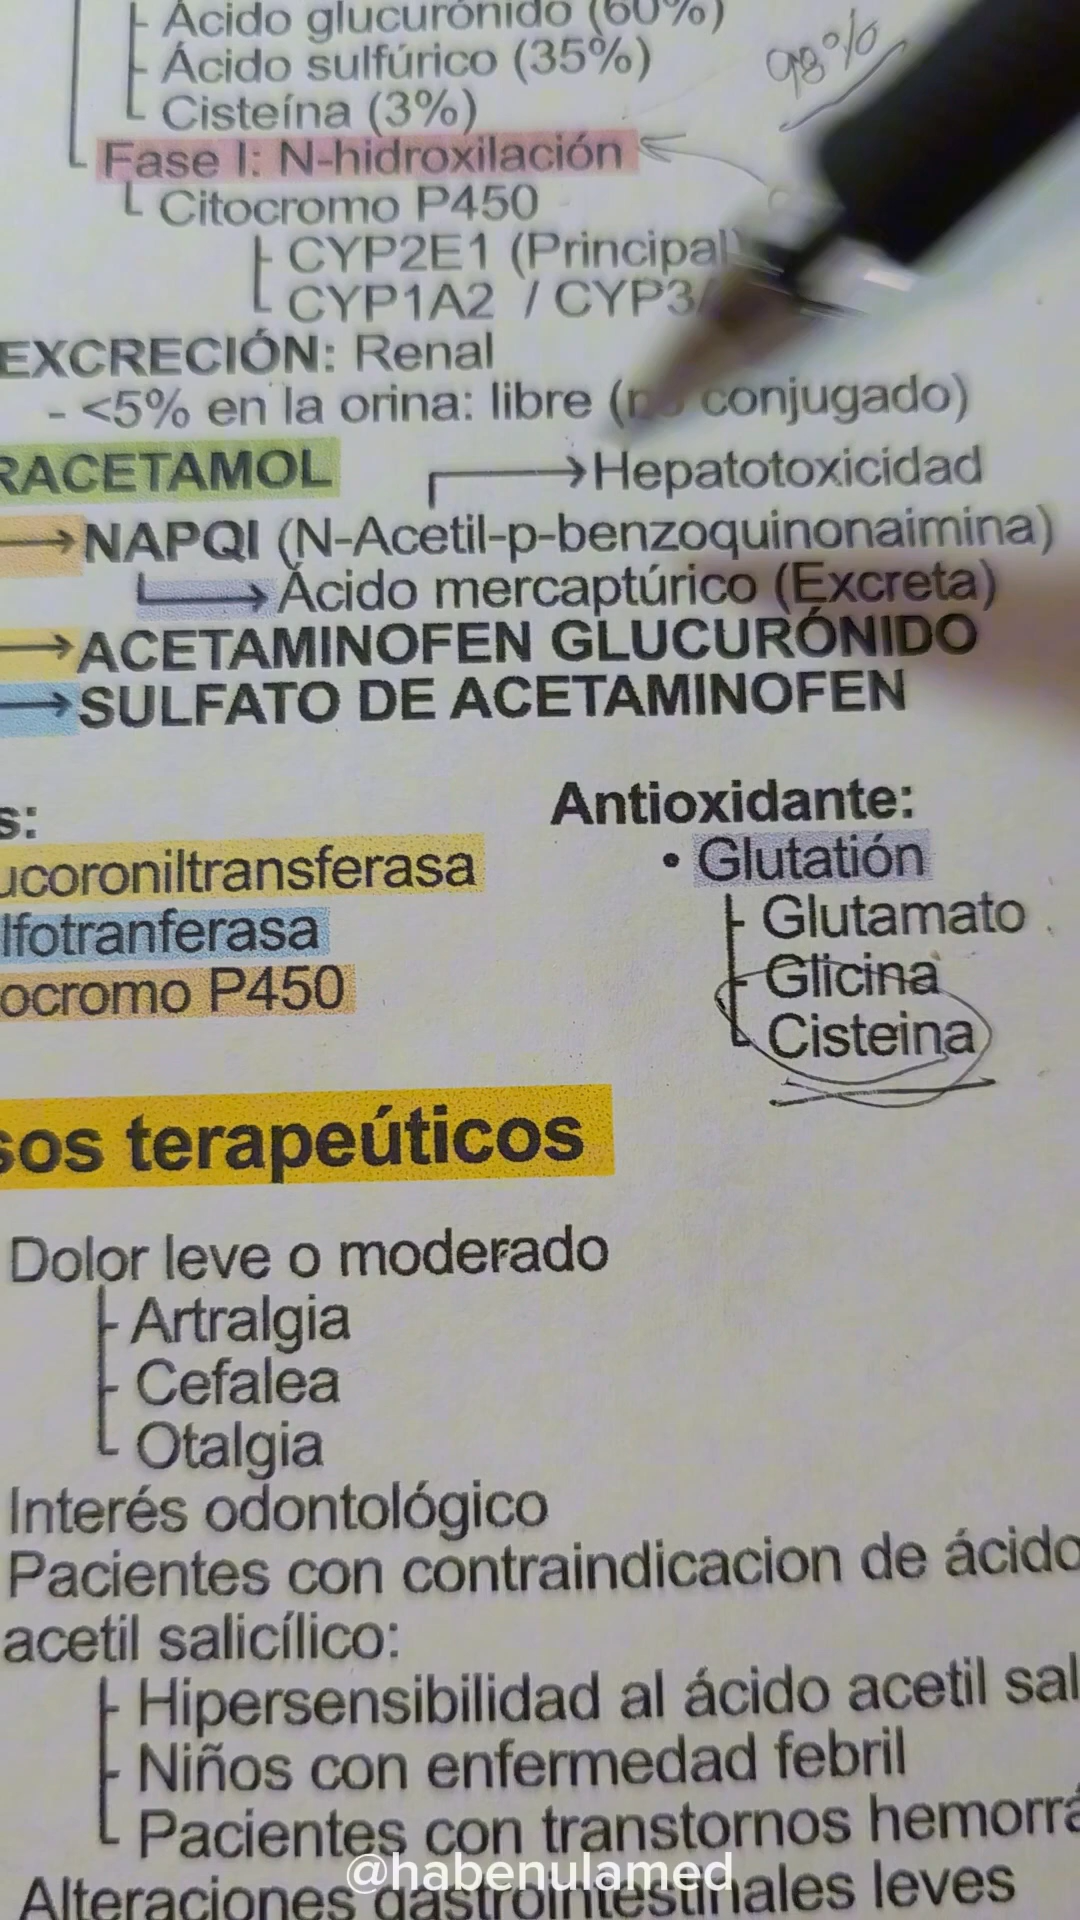 Ácido glucurónido (60%)
Ácido sulfúrico (35%)
98%
Cisteína (3%)
Fase I: N-hidroxilación
Citocromo P450
CYP2E1 (Principal)
CYP1A2 / CYP3
EXCRECIÓN: Renal
- <5% en la orina: libre ( conjugado)
RACETAMOL
Hepatotoxicidad
NAPQI (N-Acetil-p-benzoquinonaimina)
Ácido mercaptúrico (Excreta)
ACETAMINOFEN GLUCURÓNIDO
SULFATO DE ACETAMINOFEN
s:
ucoroniltransferasa
lfotranferasa
ocromo P450
Antioxidante:
• Glutatión
Glutamato
Glicina
Cisteina
sos terapeúticos
Dolor leve o moderado
Artralgia
Cefalea
Otalgia
Interés odontológico
Pacientes con contraindicacion de ácido
acetil salicílico:
Hipersensibilidad al ácido acetil sal
Niños con enfermedad febril
Pacientes con transtornos hemorrá
@habenulamed
Alteraciones gastrointestinales leves